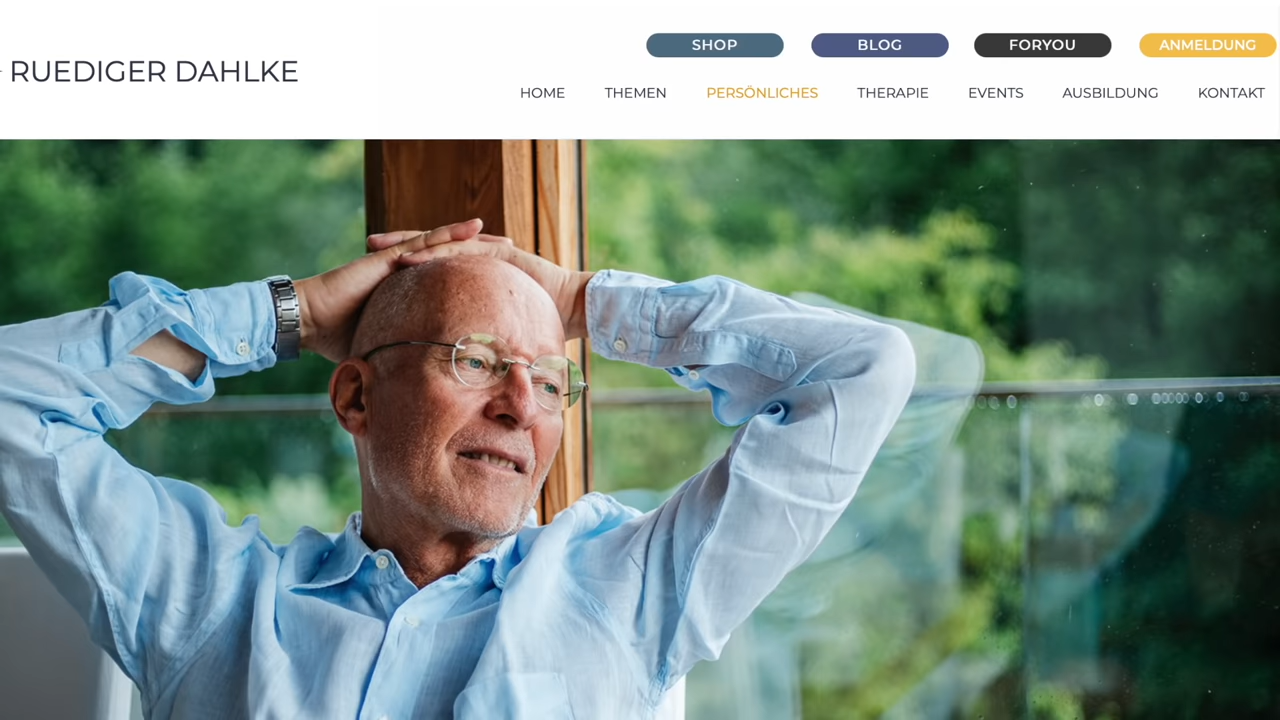 RUEDIGER DAHLKE
SHOP BLOG FORYOU ANMELDUNG
HOME THEMEN PERSÖNLICHES THERAPIE EVENTS AUSBILDUNG KONTAKT